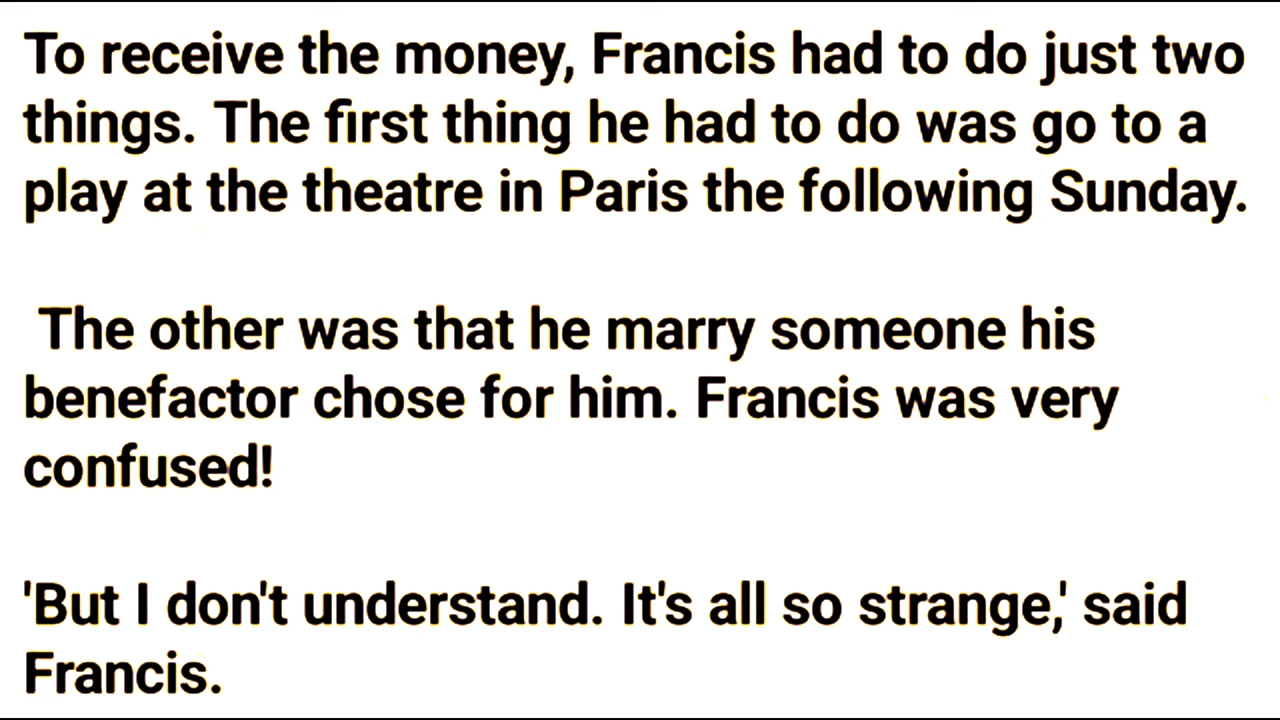 To receive the money, Francis had to do just two
things. The first thing he had to do was go to a
play at the theatre in Paris the following Sunday.
The other was that he marry someone his
benefactor chose for him. Francis was very
confused!
'But I don't understand. It's all so strange,' said
Francis.